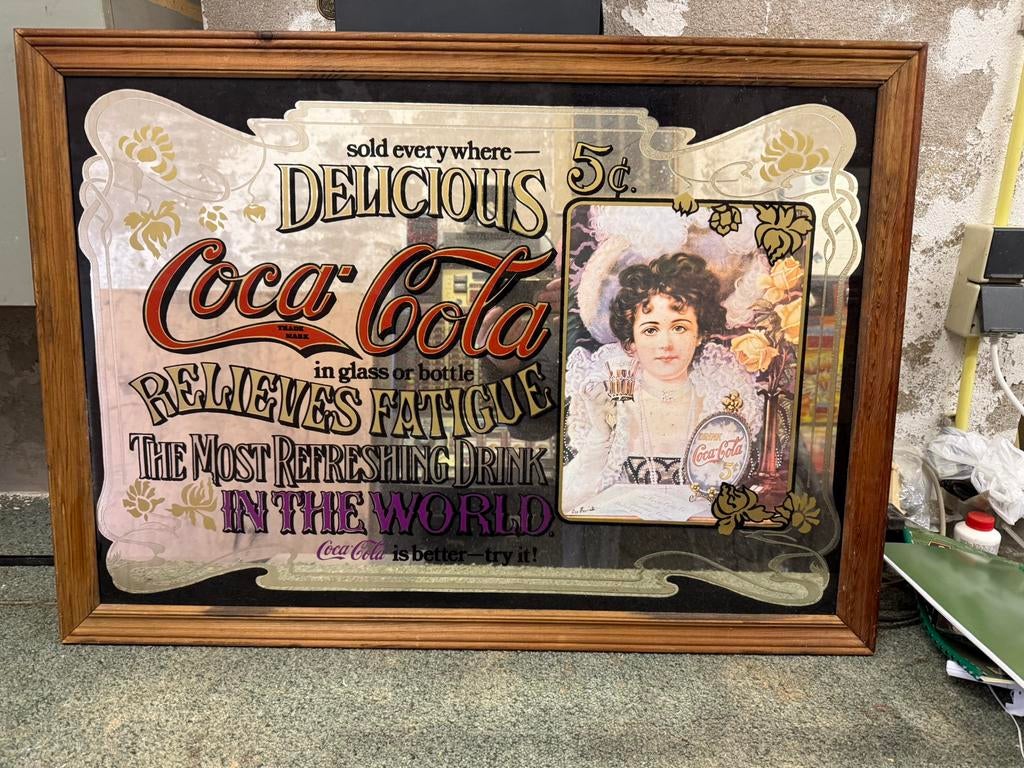 sold everywhere—
5¢.
DELICIOUS
Coca-Cola
TRADE
MARK
in glass or bottle
RELIEVES FATIGUE
THE MOST REFRESHING DRINK
IN THE WORLD.
Coca-Cola is better—try it!
DRINK
Coca-Cola
5¢